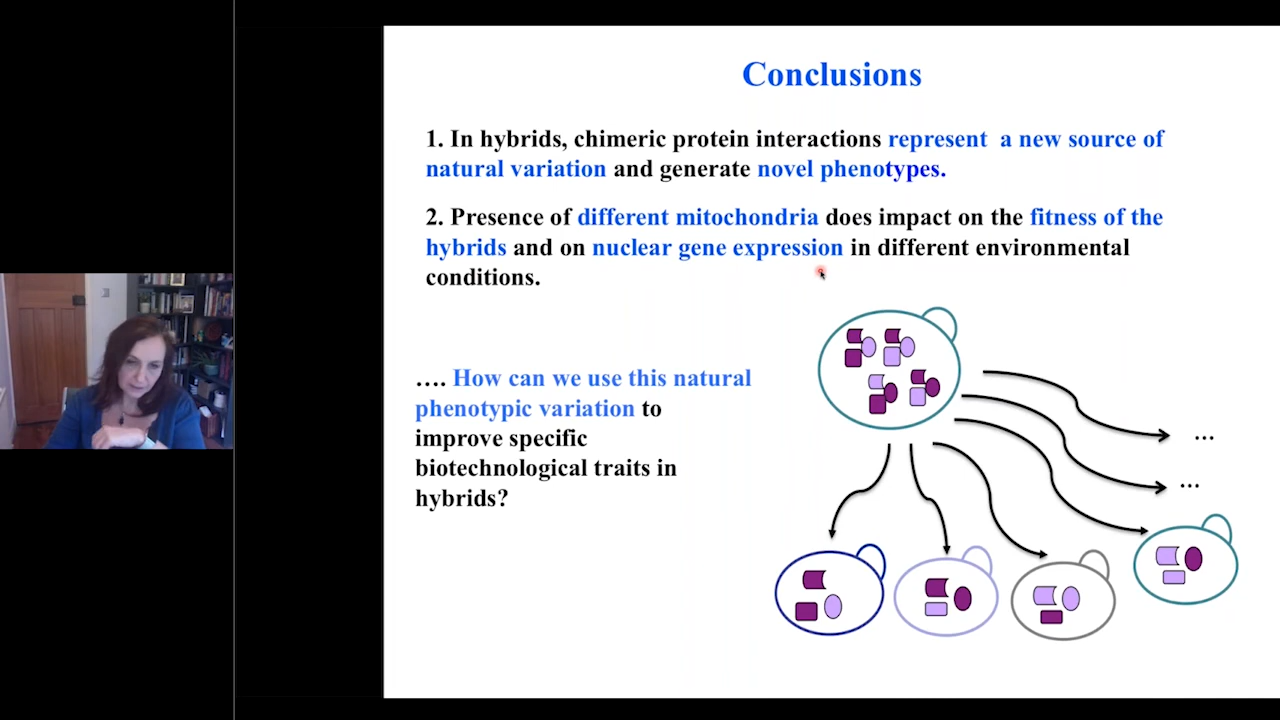 Conclusions
1. In hybrids, chimeric protein interactions represent a new source of
natural variation and generate novel phenotypes.
2. Presence of different mitochondria does impact on the fitness of the
hybrids and on nuclear gene expression in different environmental
conditions.
.... How can we use this natural
phenotypic variation to
improve specific
biotechnological traits in
hybrids?
...
...